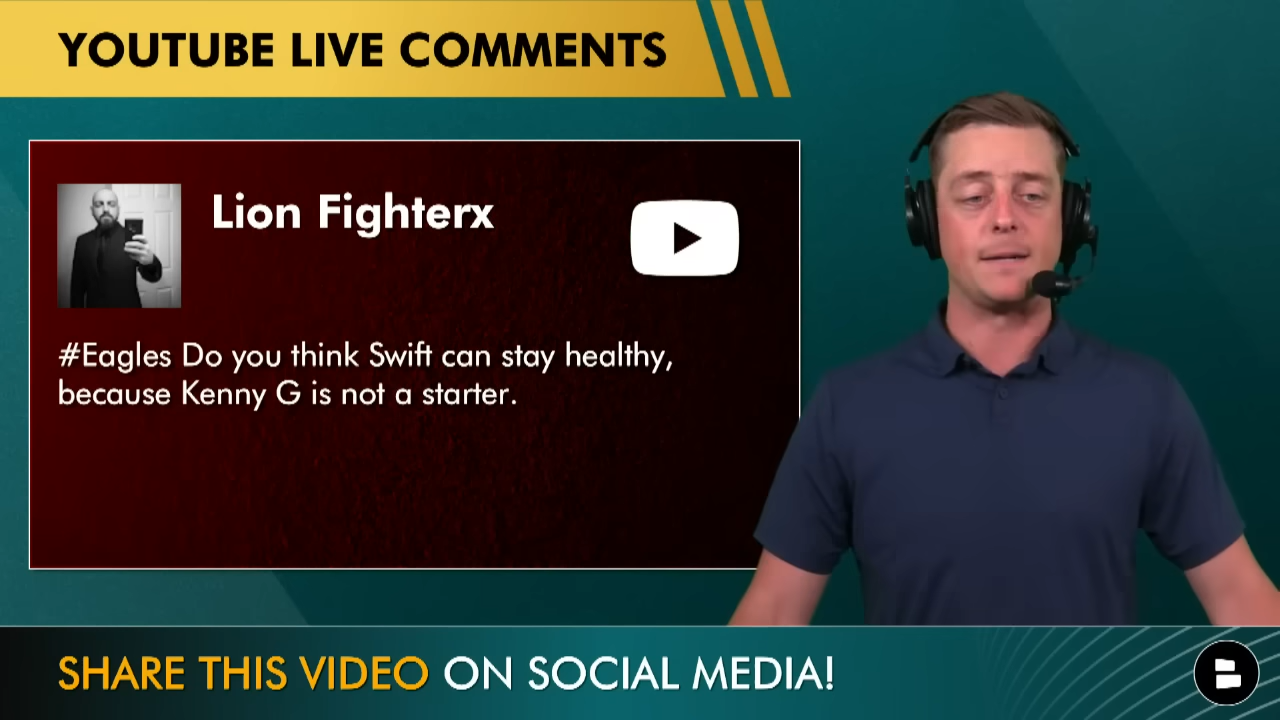 YOUTUBE LIVE COMMENTS
Lion Fighterx
#Eagles Do you think Swift can stay healthy,
because Kenny G is not a starter.
SHARE THIS VIDEO ON SOCIAL MEDIA!